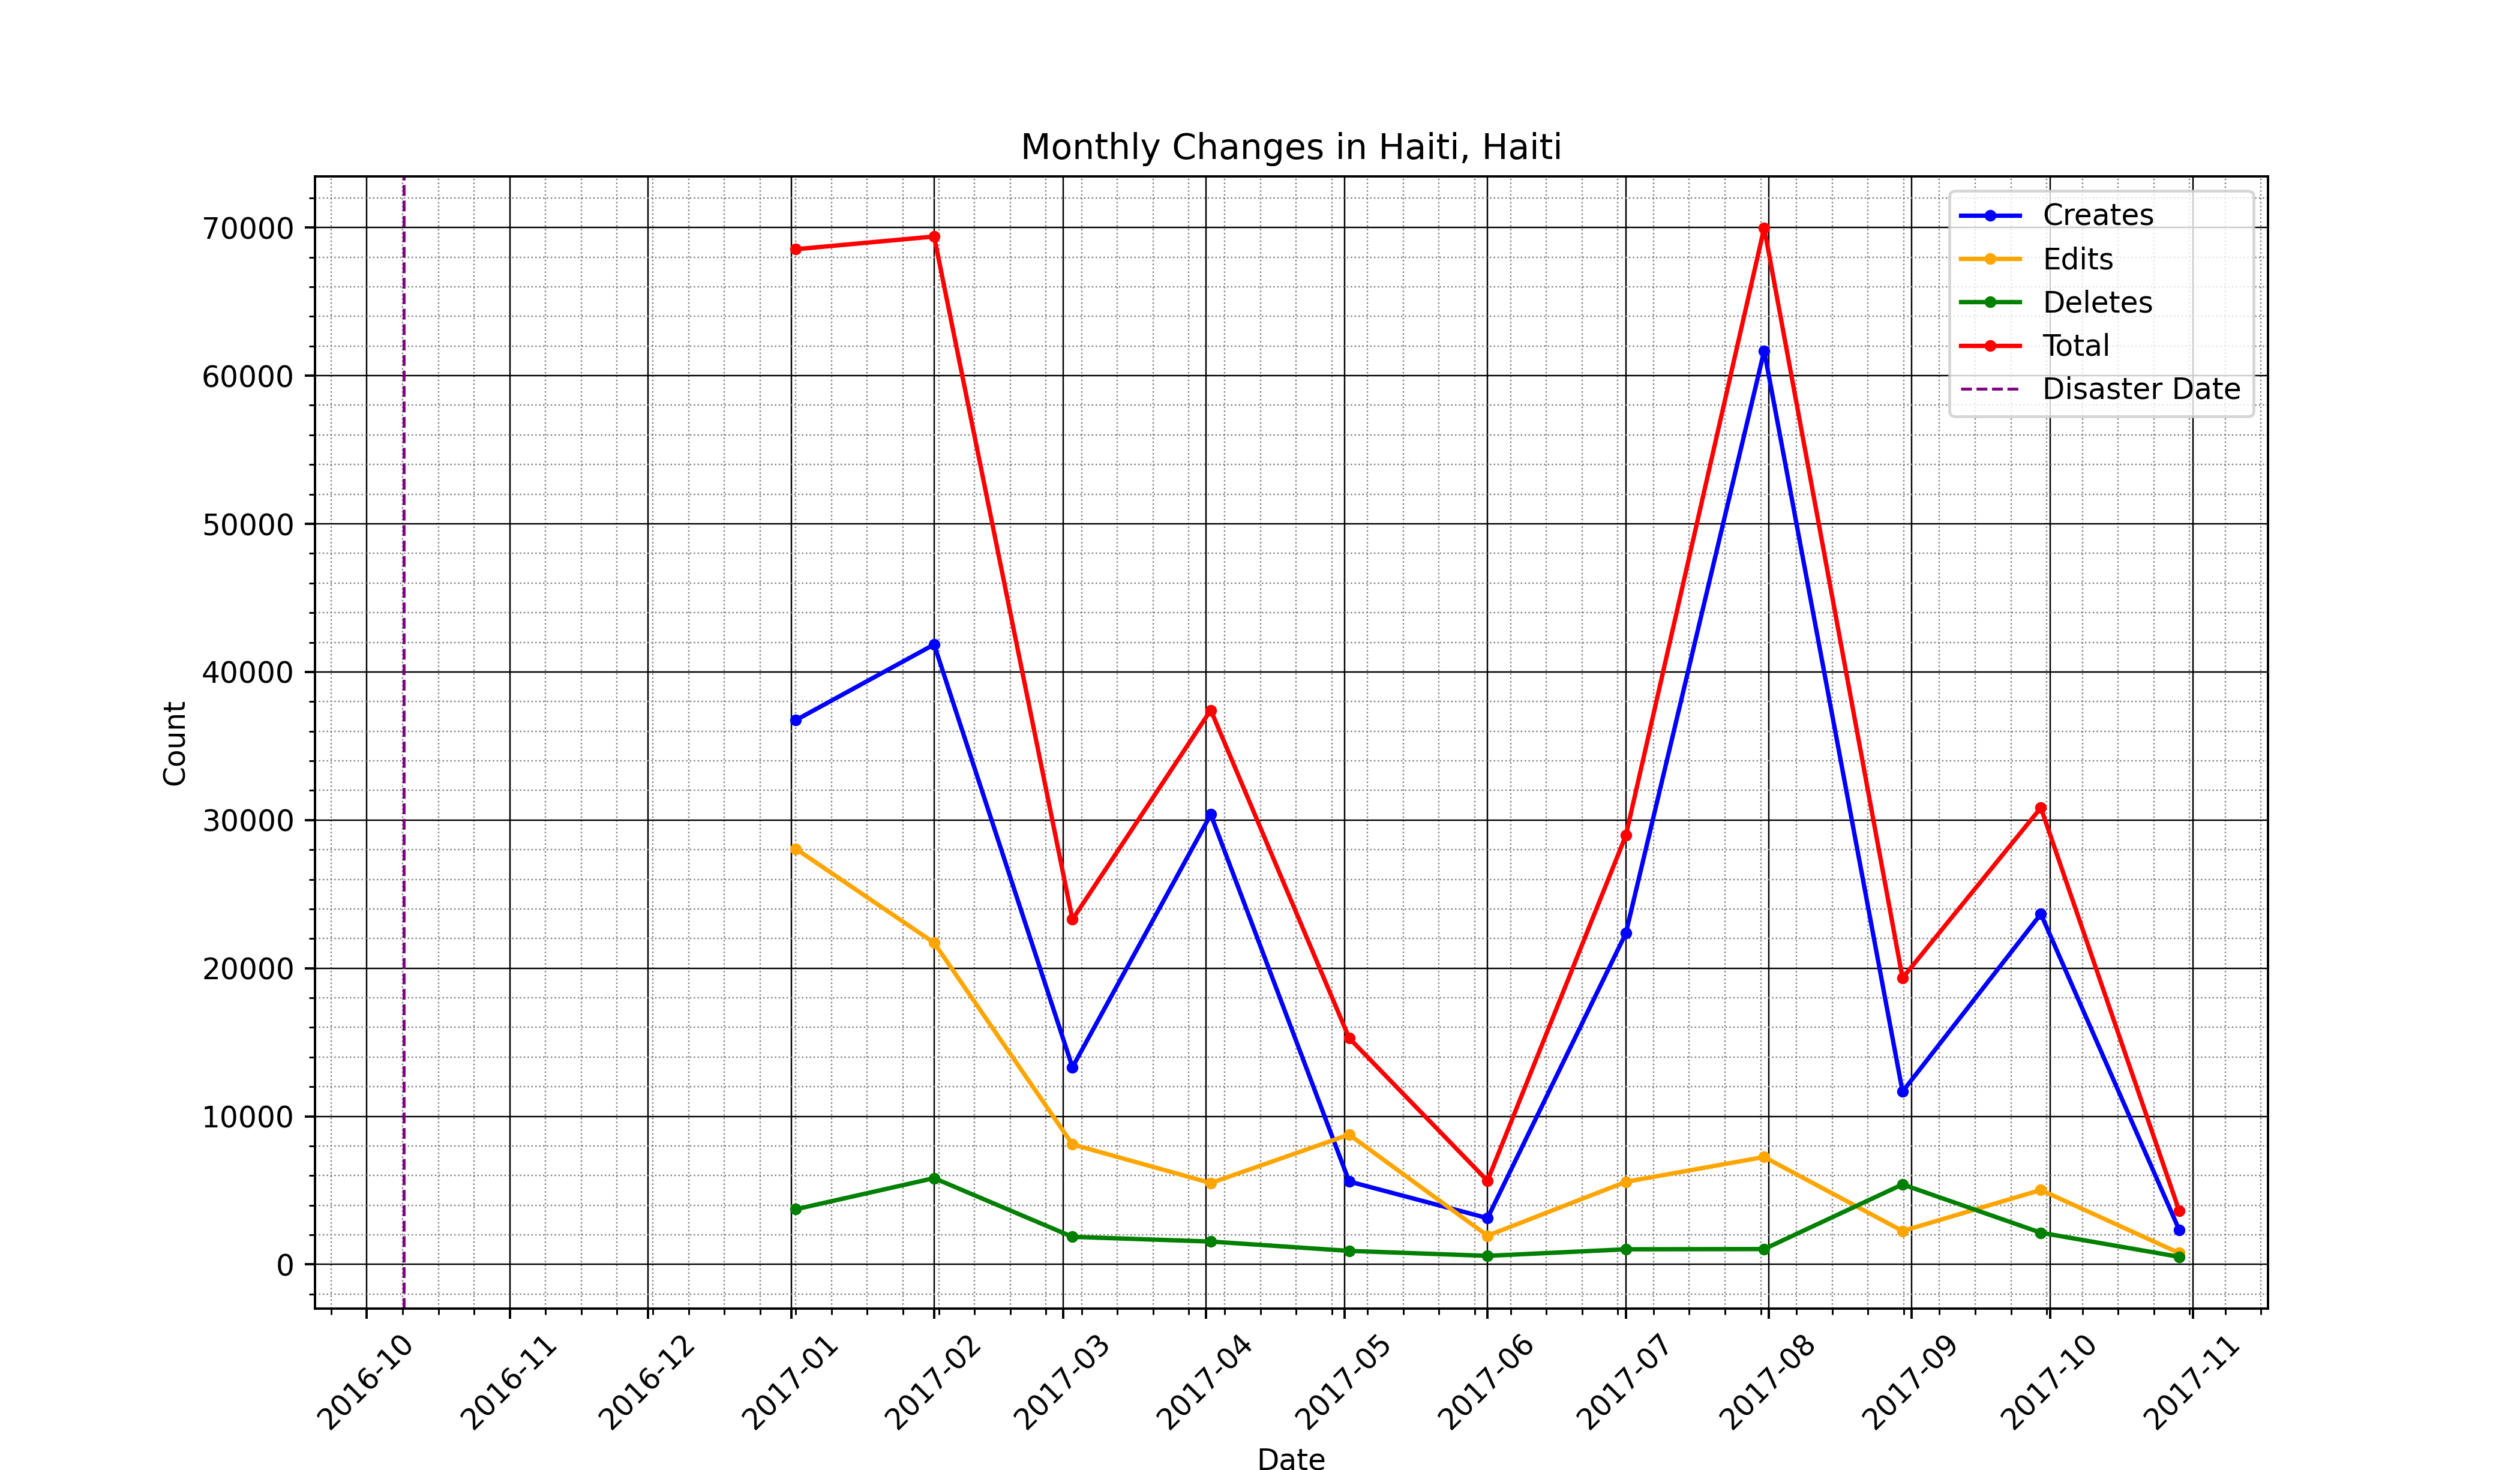 Monthly Changes in Haiti, Haiti
Creates
Edits
Deletes
Total
Disaster Date
70000
60000
50000
40000
30000
20000
10000
0
Count
2016-10
2016-11
2016-12
2017-01
2017-02
2017-03
2017-04
2017-05
2017-06
2017-07
2017-08
2017-09
2017-10
2017-11
Date